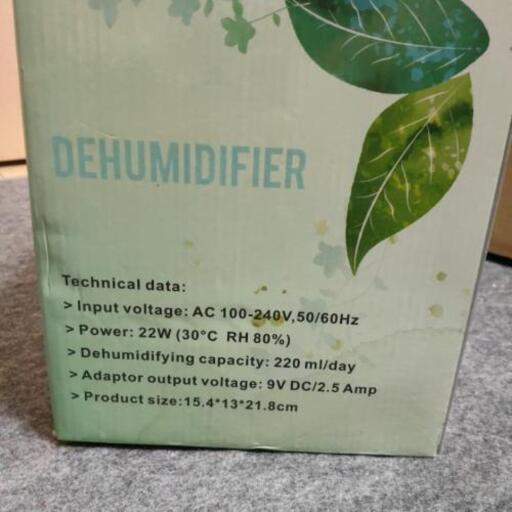 DEHUMIDIFIER
Technical data:
> Input voltage: AC 100-240V,50/60Hz
> Power: 22W (30°C RH 80%)
> Dehumidifying capacity: 220 ml/day
> Adaptor output voltage: 9V DC/2.5 Amp
> Product size:15.4*13*21.8cm